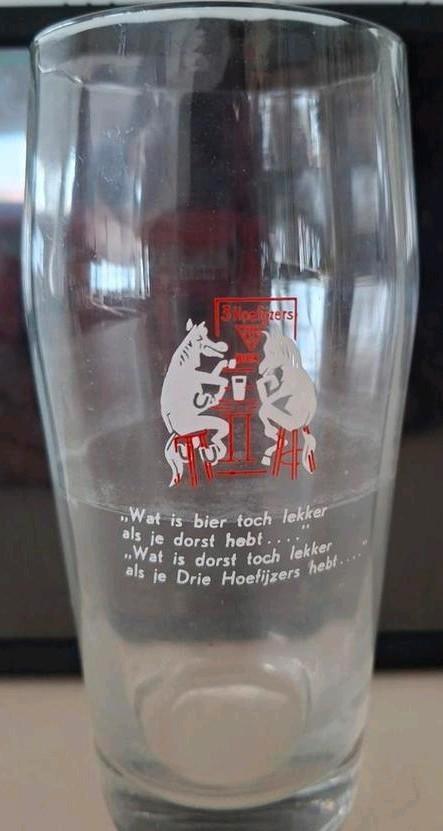 3 Hoefijzers
„Wat is bier toch lekker
als je dorst hebt...."
„Wat is dorst toch lekker
als je Drie Hoefijzers hebt...."